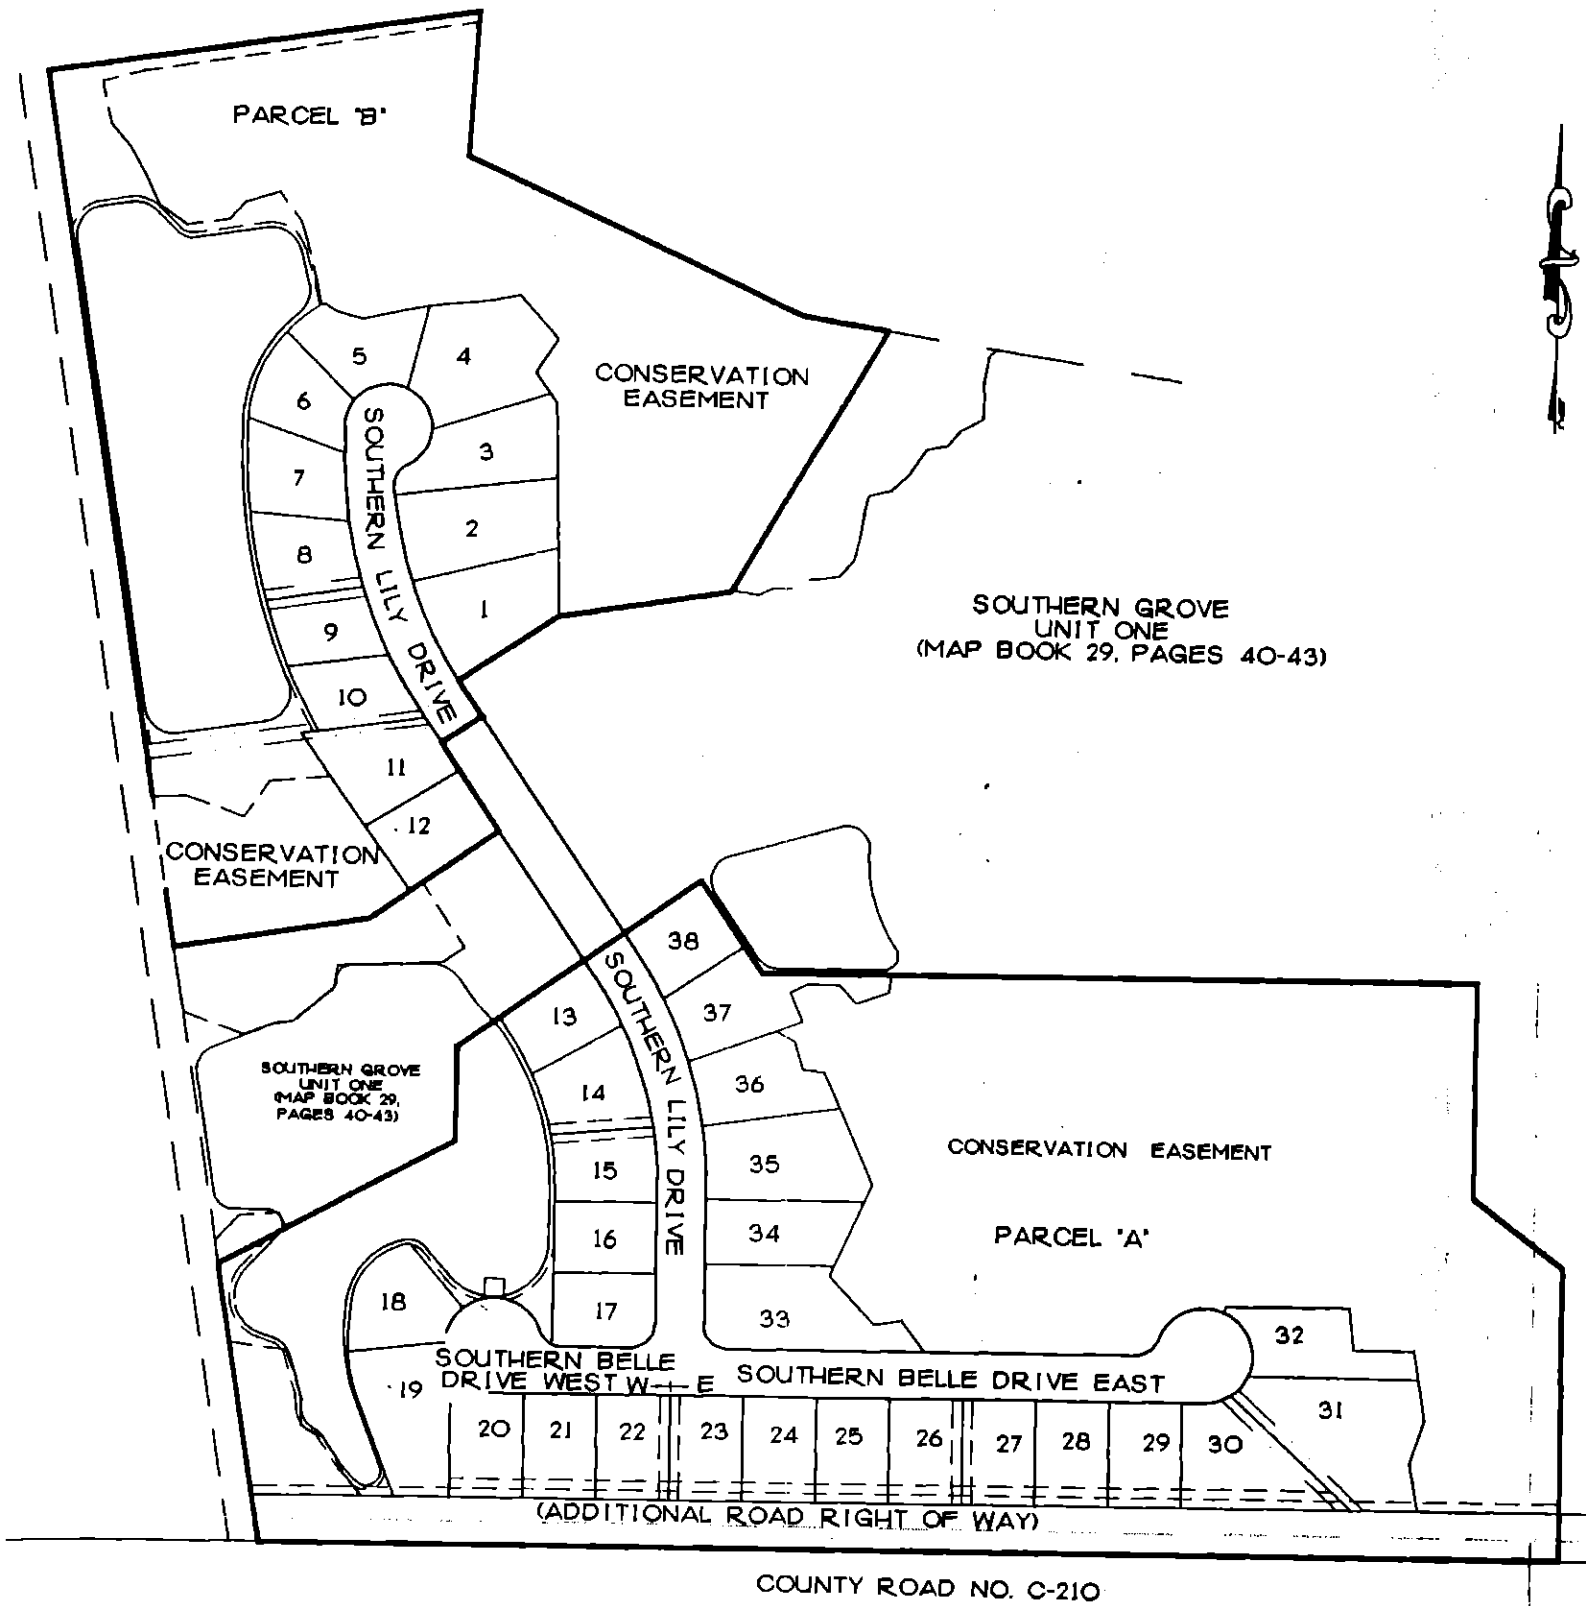 PARCEL "B"
5
4
CONSERVATION
EASEMENT
6
3
7
2
8
1
9
10
SOUTHERN LILY DRIVE
SOUTHERN GROVE
UNIT ONE
(MAP BOOK 29, PAGES 40-43)
11
12
CONSERVATION
EASEMENT
38
13
37
SOUTHERN GROVE
UNIT ONE
(MAP BOOK 29,
PAGES 40-43)
14
36
SOUTHERN LILY DRIVE
15
35
CONSERVATION EASEMENT
16
34
PARCEL "A"
18
17
33
32
SOUTHERN BELLE
DRIVE WEST W—E
SOUTHERN BELLE DRIVE EAST
19
31
20
21
22
23
24
25
26
27
28
29
30
(ADDITIONAL ROAD RIGHT OF WAY)
COUNTY ROAD NO. C-210